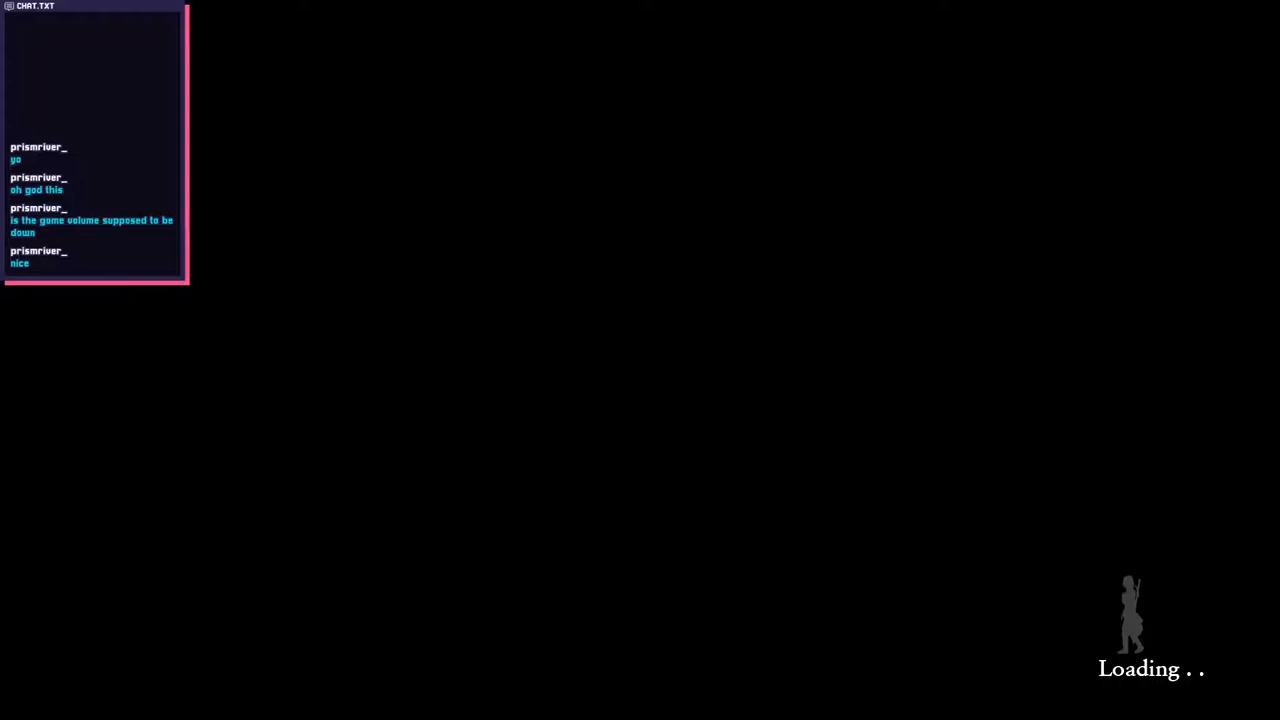 CHAT.TXT
prismriver_
yo
prismriver_
oh god this
prismriver_
is the game volume supposed to be
down
prismriver_
nice
Loading . .